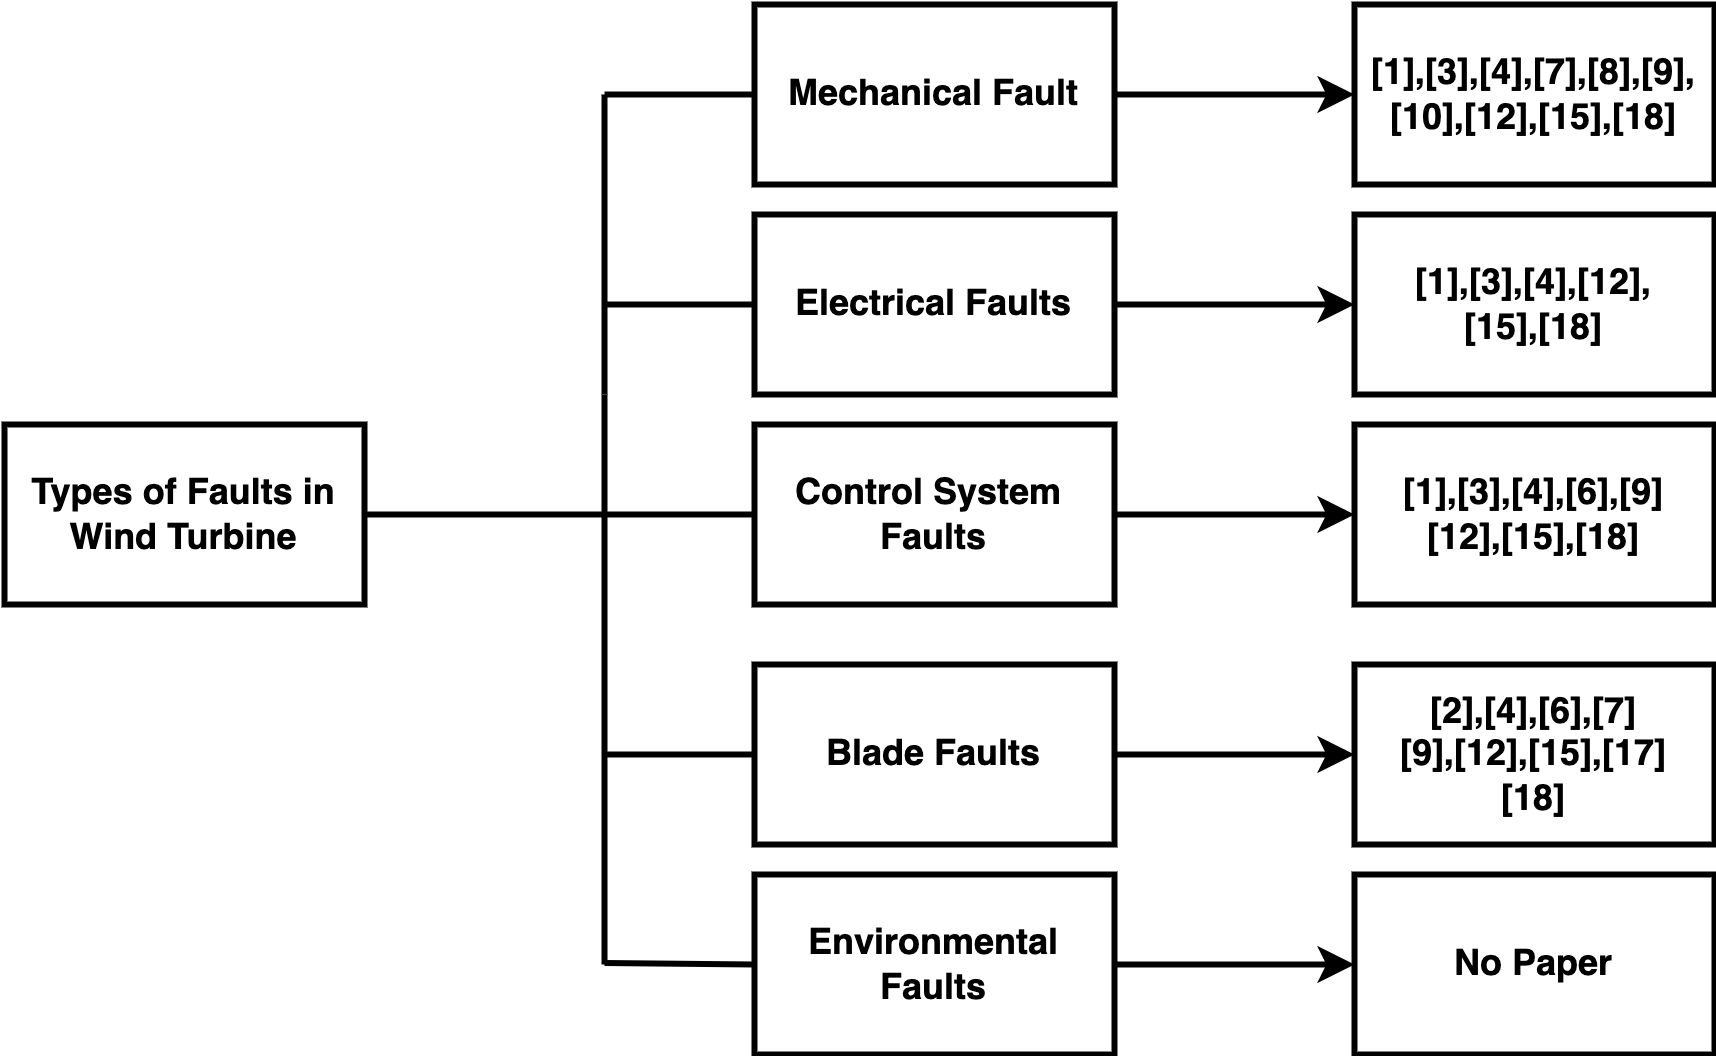 Types of Faults in
Wind Turbine
Mechanical Fault
[1],[3],[4],[7],[8],[9],
[10],[12],[15],[18]
Electrical Faults
[1],[3],[4],[12],
[15],[18]
Control System
Faults
[1],[3],[4],[6],[9]
[12],[15],[18]
Blade Faults
[2],[4],[6],[7]
[9],[12],[15],[17]
[18]
Environmental
Faults
No Paper